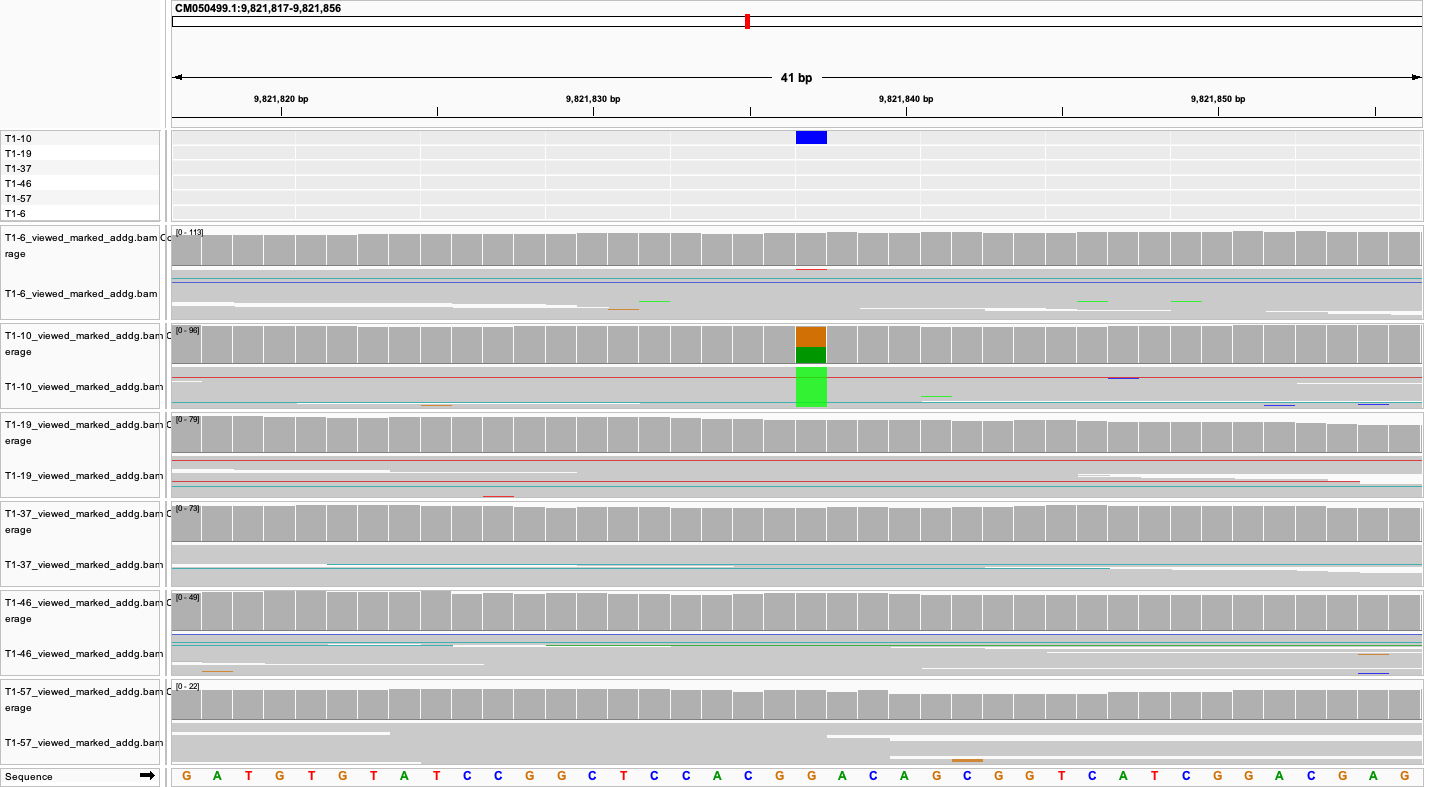 CM050499.1:9,821,817-9,821,856
41 bp
9,821,820 bp 9,821,830 bp 9,821,840 bp 9,821,850 bp
T1-10
T1-19
T1-37
T1-46
T1-57
T1-6
T1-6_viewed_marked_addg.bam Co
rage
[0 - 113]
T1-6_viewed_marked_addg.bam
T1-10_viewed_marked_addg.bam C
erage
[0 - 96]
T1-10_viewed_marked_addg.bam
T1-19_viewed_marked_addg.bam C
erage
[0 - 79]
T1-19_viewed_marked_addg.bam
T1-37_viewed_marked_addg.bam C
erage
[0 - 73]
T1-37_viewed_marked_addg.bam
T1-46_viewed_marked_addg.bam C
erage
[0 - 49]
T1-46_viewed_marked_addg.bam
T1-57_viewed_marked_addg.bam C
erage
[0 - 22]
T1-57_viewed_marked_addg.bam
Sequence G A T G T G T A T C C G G C T C C A C G G A C A G C G G T C A T C G G A C G A G